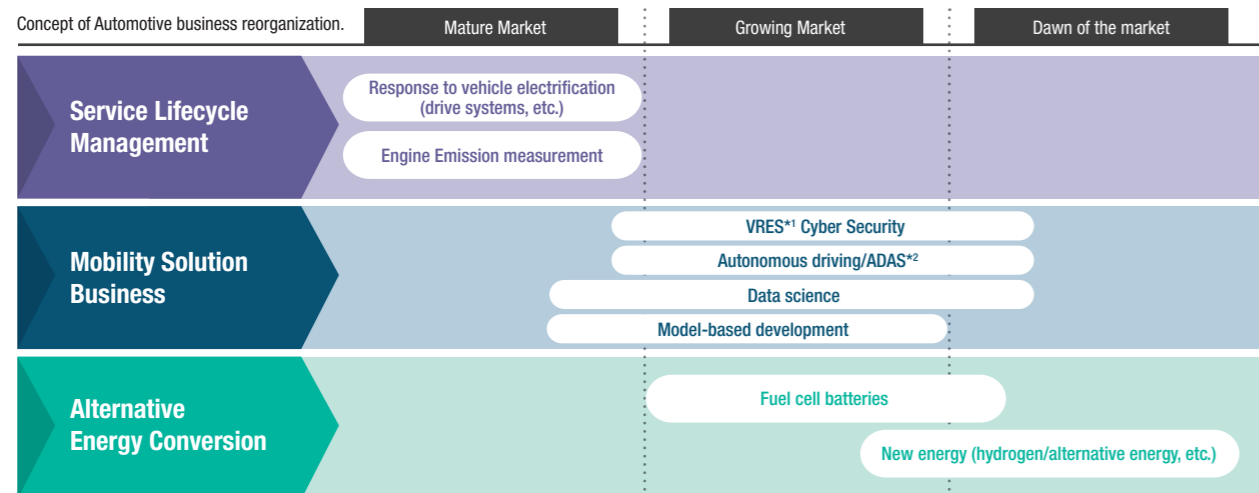 Concept of Automotive business reorganization.
Mature Market
Growing Market
Dawn of the market
Service Lifecycle
Management
Response to vehicle electrification
(drive systems, etc.)
Engine Emission measurement
Mobility Solution
Business
VRES*1 Cyber Security
Autonomous driving/ADAS*2
Data science
Model-based development
Alternative
Energy Conversion
Fuel cell batteries
New energy (hydrogen/alternative energy, etc.)